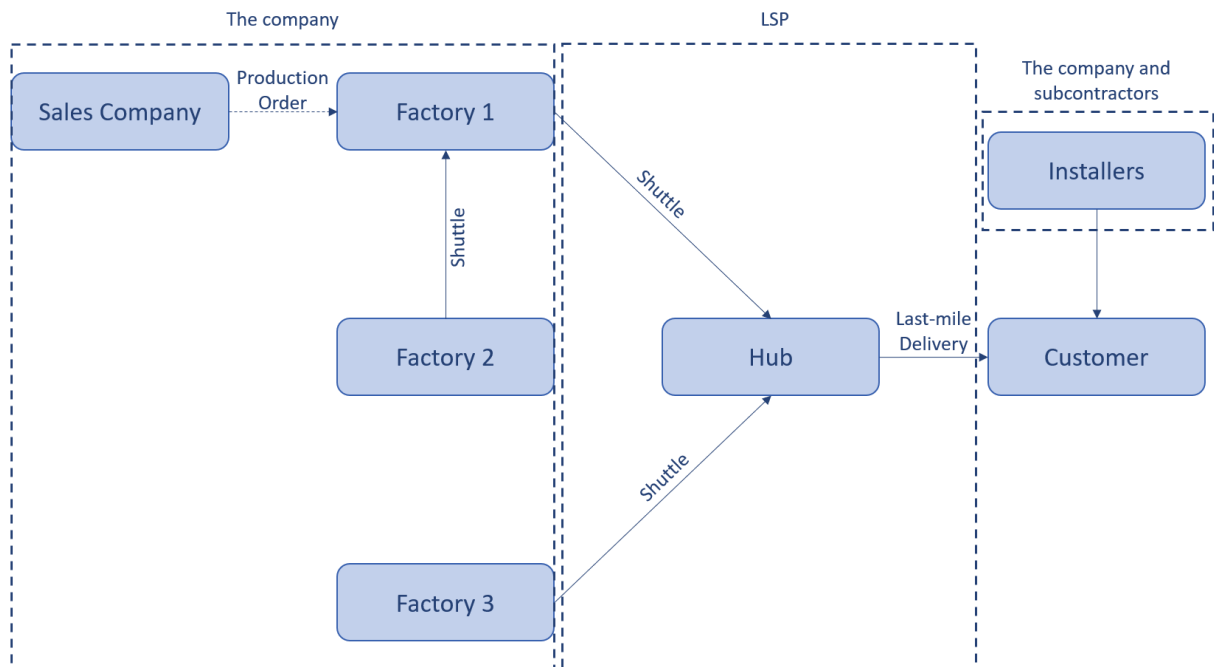 The company
LSP
Sales Company
Production
Order
Factory 1
The company and
subcontractors
Installers
Shuttle
Shuttle
Factory 2
Hub
Last-mile
Delivery
Customer
Shuttle
Factory 3